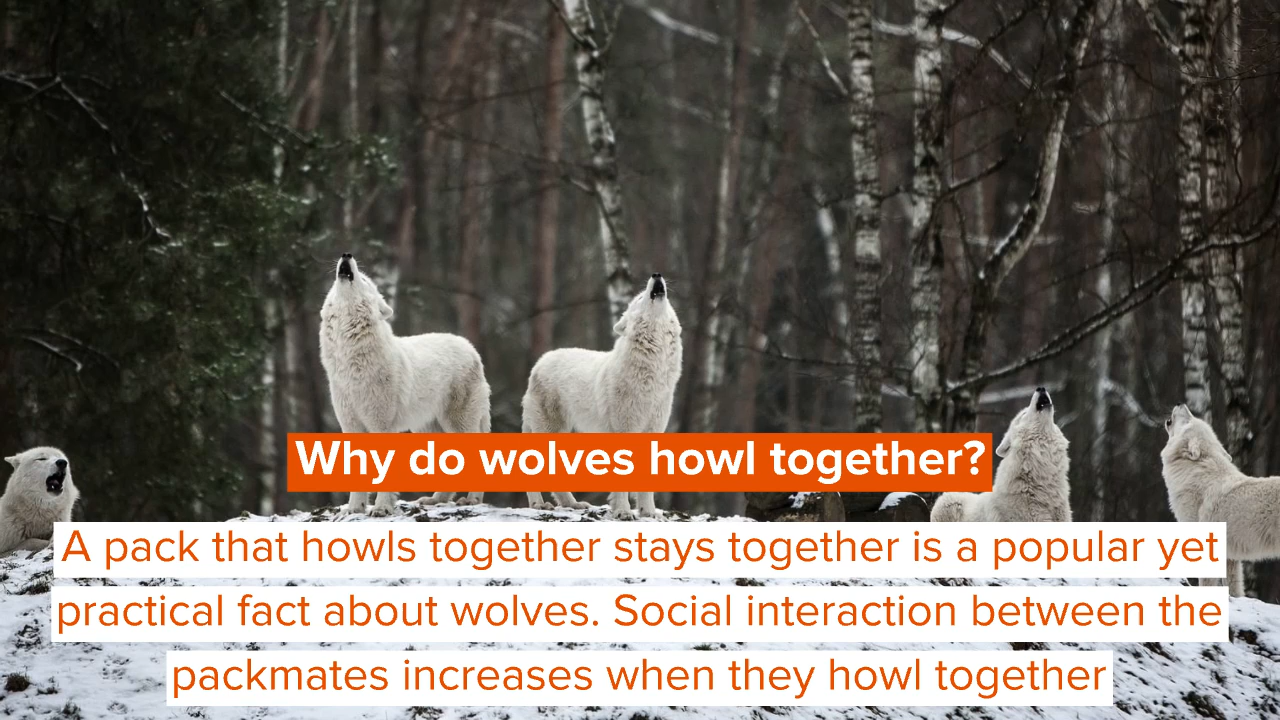 Why do wolves howl together?
A pack that howls together stays together is a popular yet
practical fact about wolves. Social interaction between the
packmates increases when they howl together